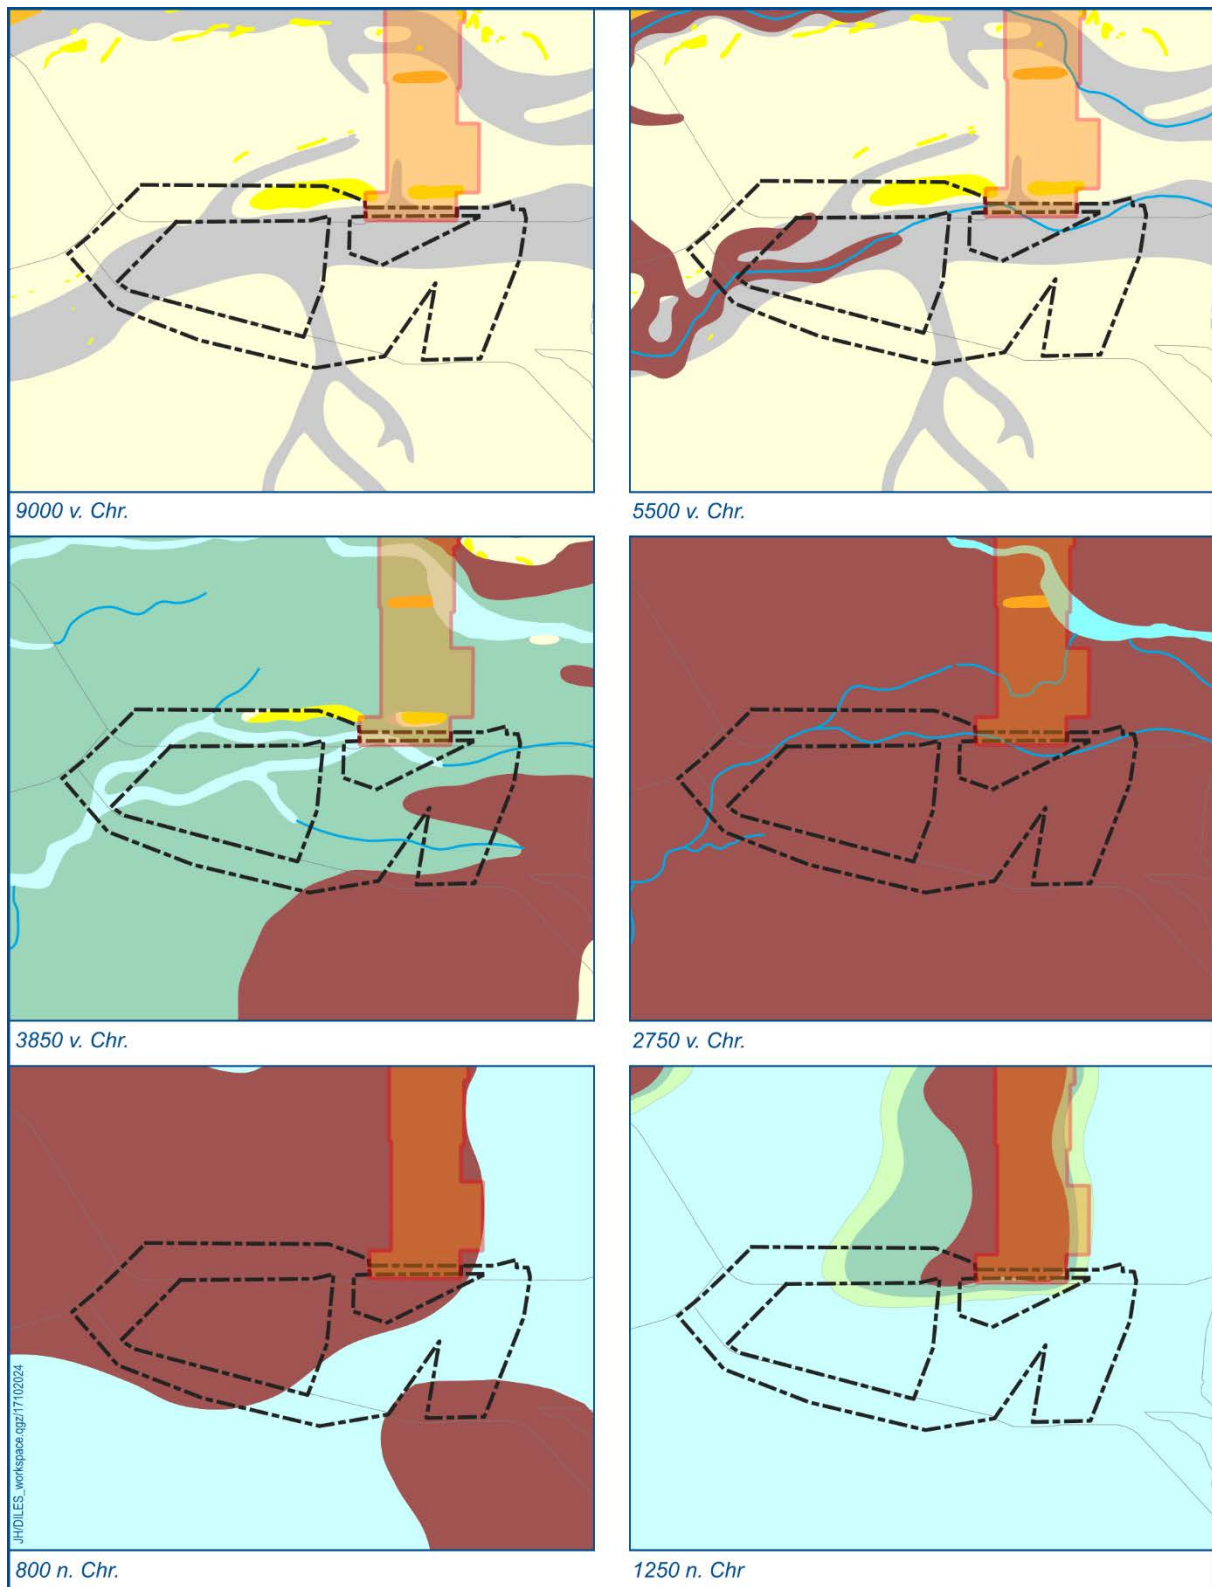 9000 v. Chr.
5500 v. Chr.
3850 v. Chr.
2750 v. Chr.
JH/DILES_workspace.qgz/17102024
800 n. Chr.
1250 n. Chr